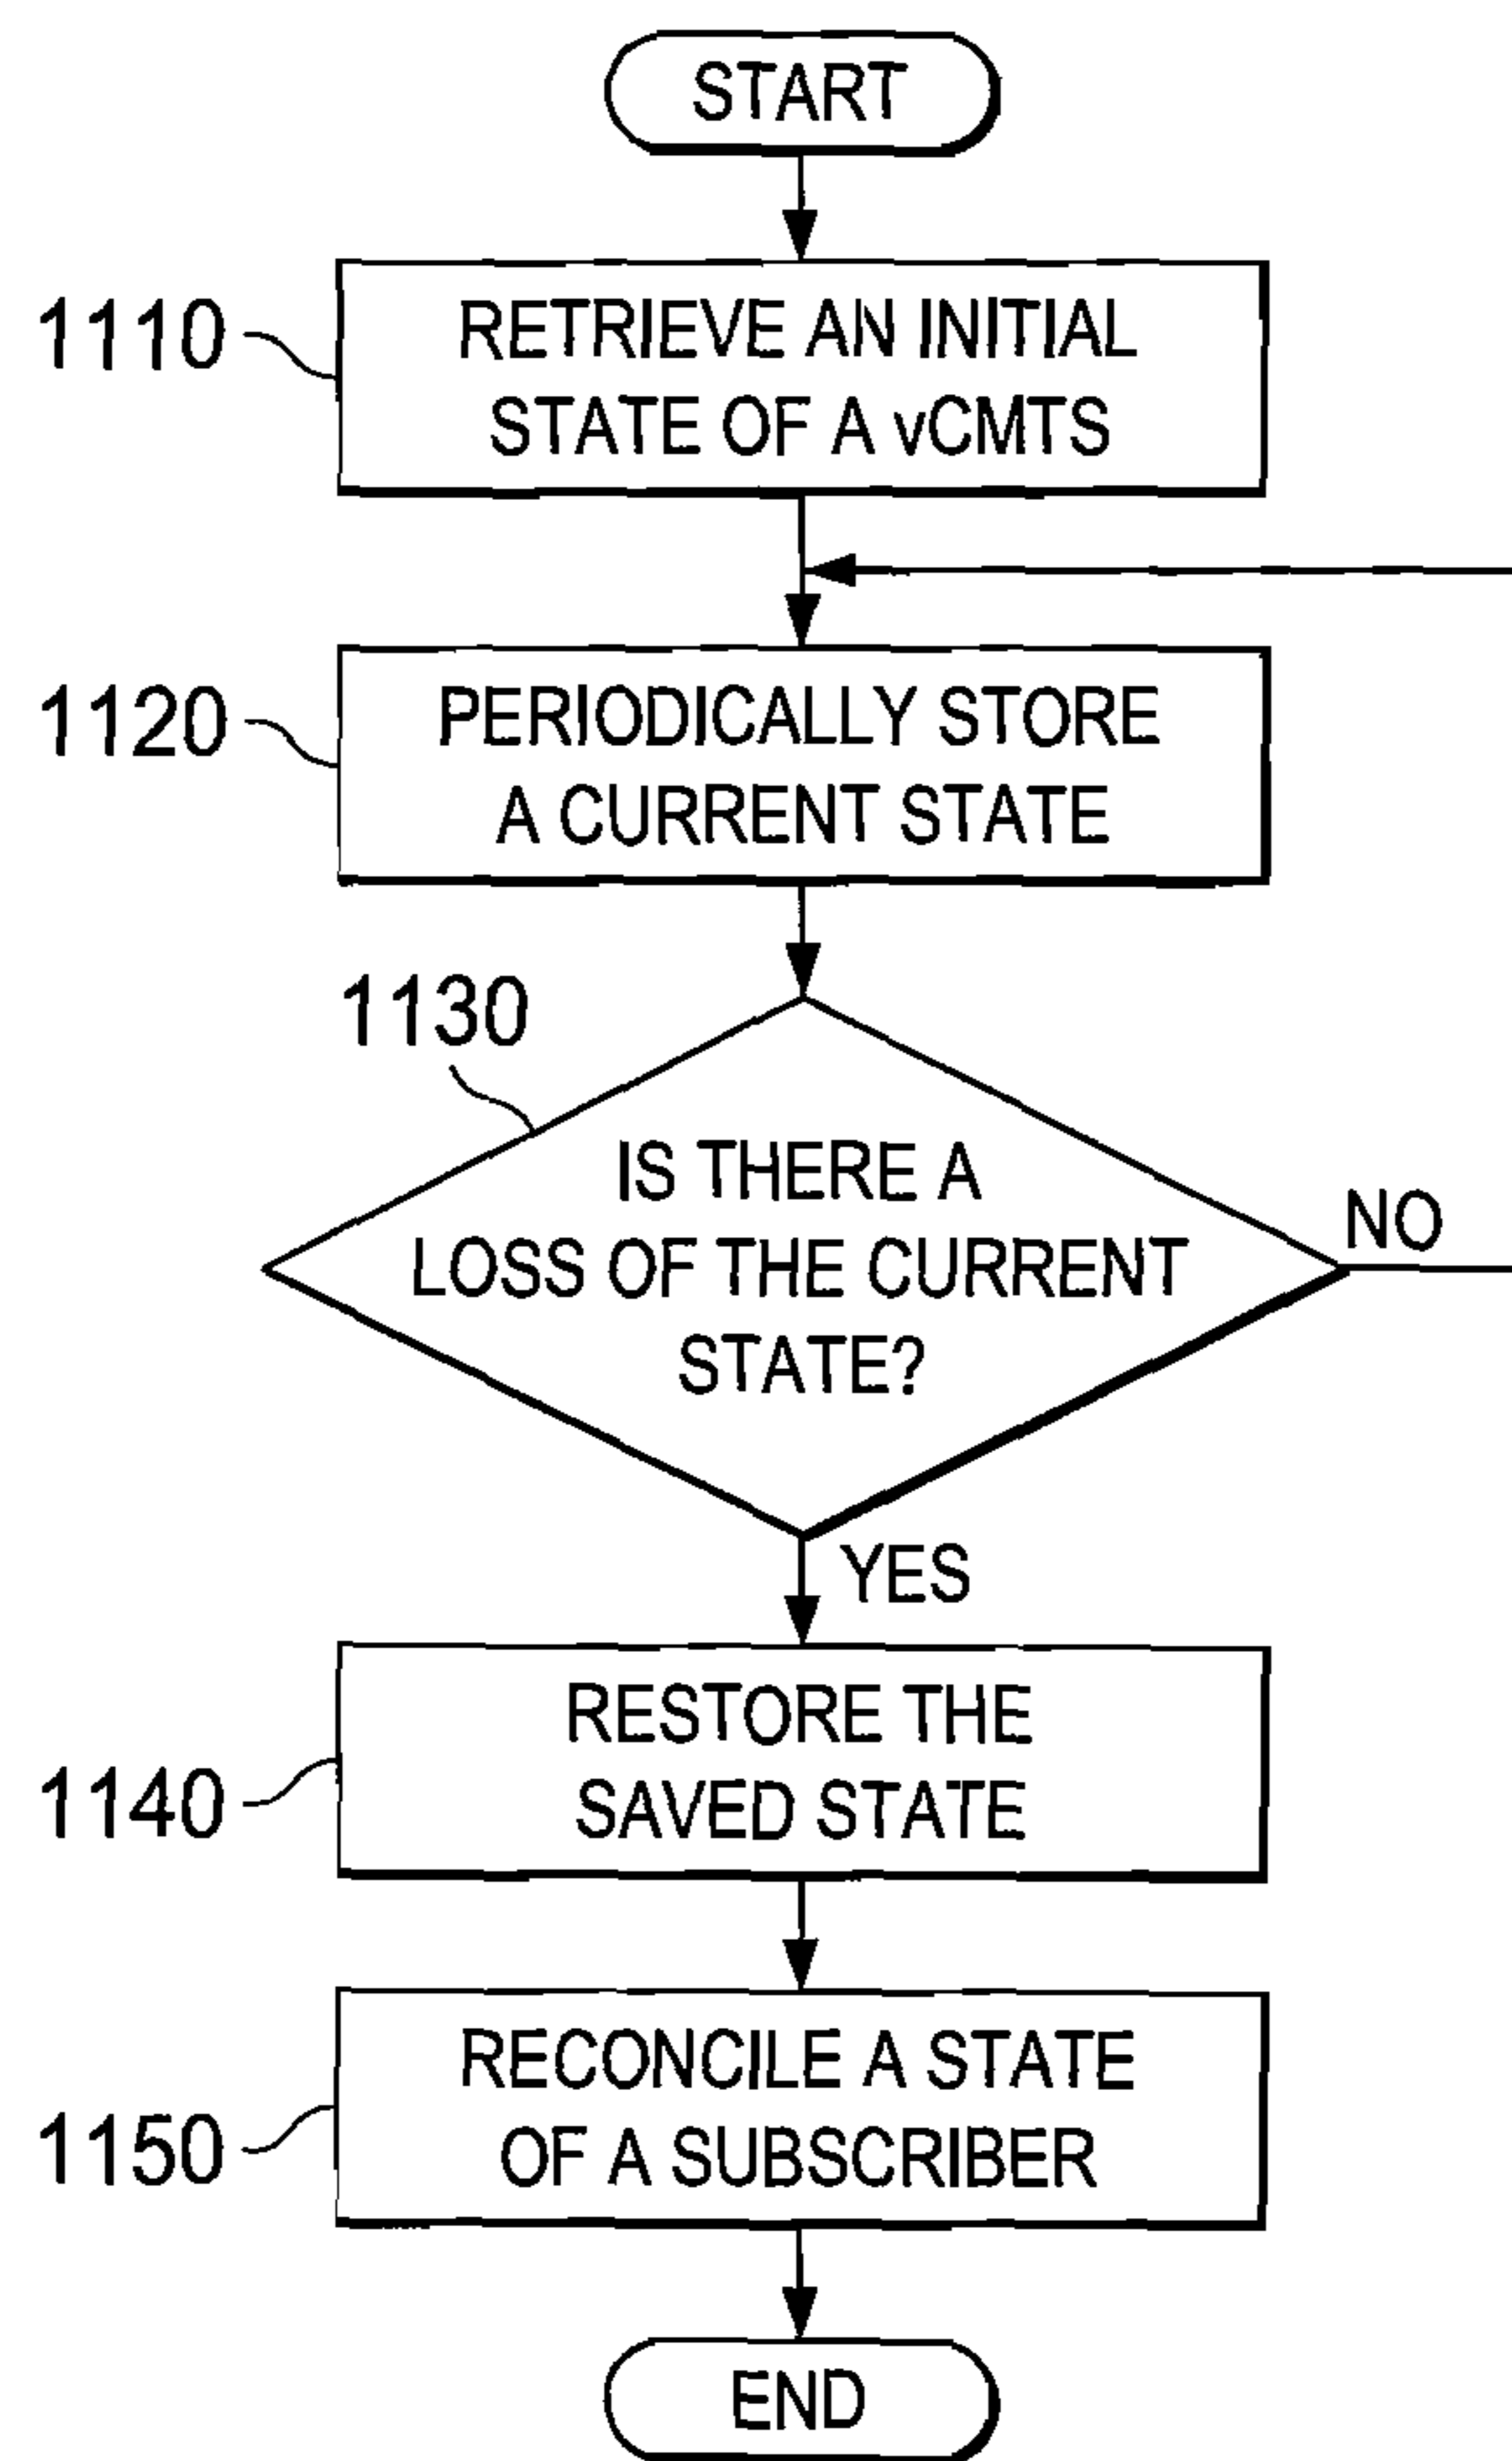 START
1110
RETRIEVE AN INITIAL
STATE OF A vCMTS
1120
PERIODICALLY STORE
A CURRENT STATE
1130
IS THERE A
LOSS OF THE CURRENT
STATE?
NO
YES
1140
RESTORE THE
SAVED STATE
1150
RECONCILE A STATE
OF A SUBSCRIBER
END